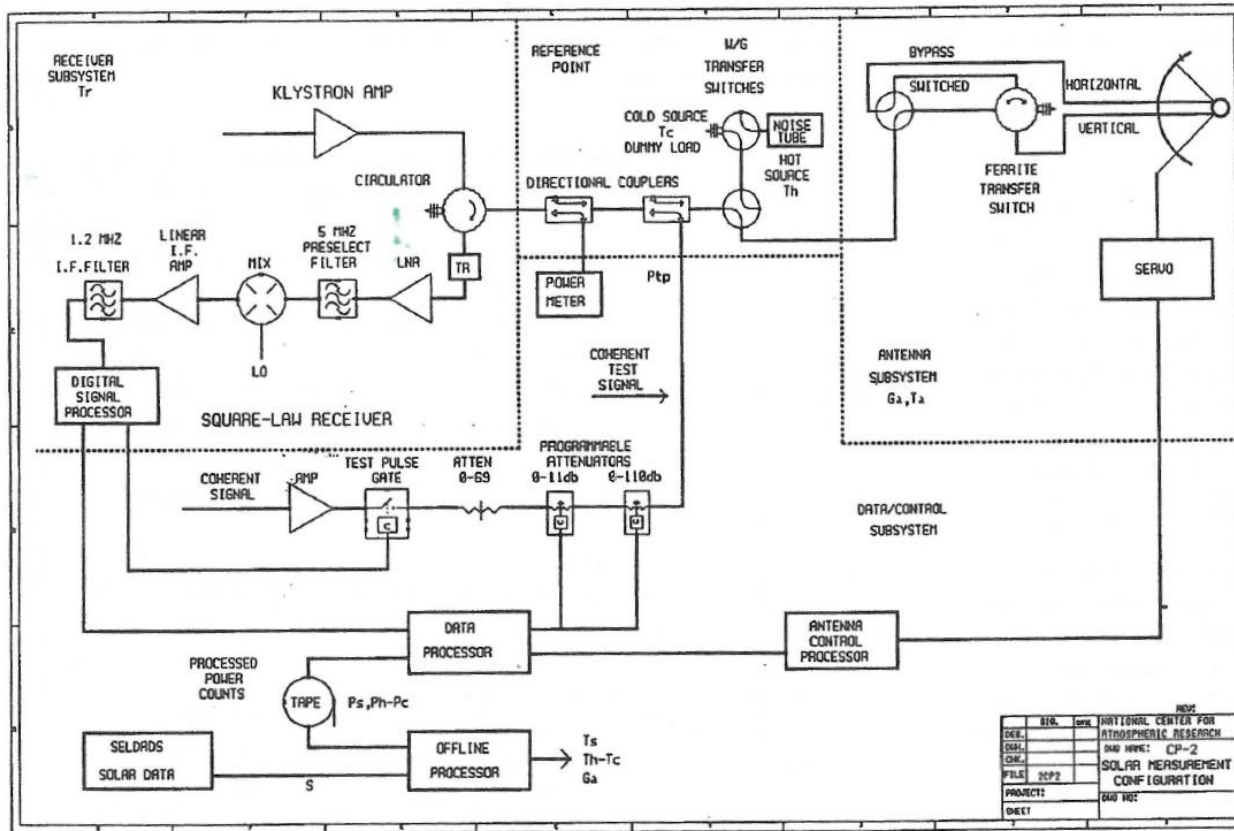 RECEIVER
SUBSYSTEM
Tr
KLYSTRON AMP
CIRCULATOR
1.2 MHZ
I.F.FILTER
LINEAR
I.F.
AMP
MIX
5 MHZ
PRESELECT
FILTER
LNA
TR
LO
DIGITAL
SIGNAL
PROCESSOR
SQUARE-LAW RECEIVER
REFERENCE
POINT
W/G
TRANSFER
SWITCHES
COLD SOURCE
Tc
DUMMY LOAD
NOISE
TUBE
HOT
SOURCE
Th
DIRECTIONAL COUPLERS
POWER
METER
Ptp
COHERENT
TEST
SIGNAL
BYPASS
SWITCHED
HORIZONTAL
VERTICAL
FERRITE
TRANSFER
SWITCH
SERVO
ANTENNA
SUBSYSTEM
Ga,Ta
COHERENT
SIGNAL
AMP
TEST PULSE
GATE
C
ATTEN
0-69
PROGRAMMABLE
ATTENUATORS
0-11db
0-110db
DATA/CONTROL
SUBSYSTEM
DATA
PROCESSOR
ANTENNA
CONTROL
PROCESSOR
PROCESSED
POWER
COUNTS
TAPE
Ps,Ph-Pc
SELDADS
SOLAR DATA
S
OFFLINE
PROCESSOR
Ts
Th-Tc
Ga
REV:
SIG.
DATE
DES.
CHK.
FILE
2CP2
PROJECT:
SHEET
NATIONAL CENTER FOR
ATMOSPHERIC RESEARCH
DWG NAME: CP-2
SOLAR MEASUREMENT
CONFIGURATION
DWG NO: